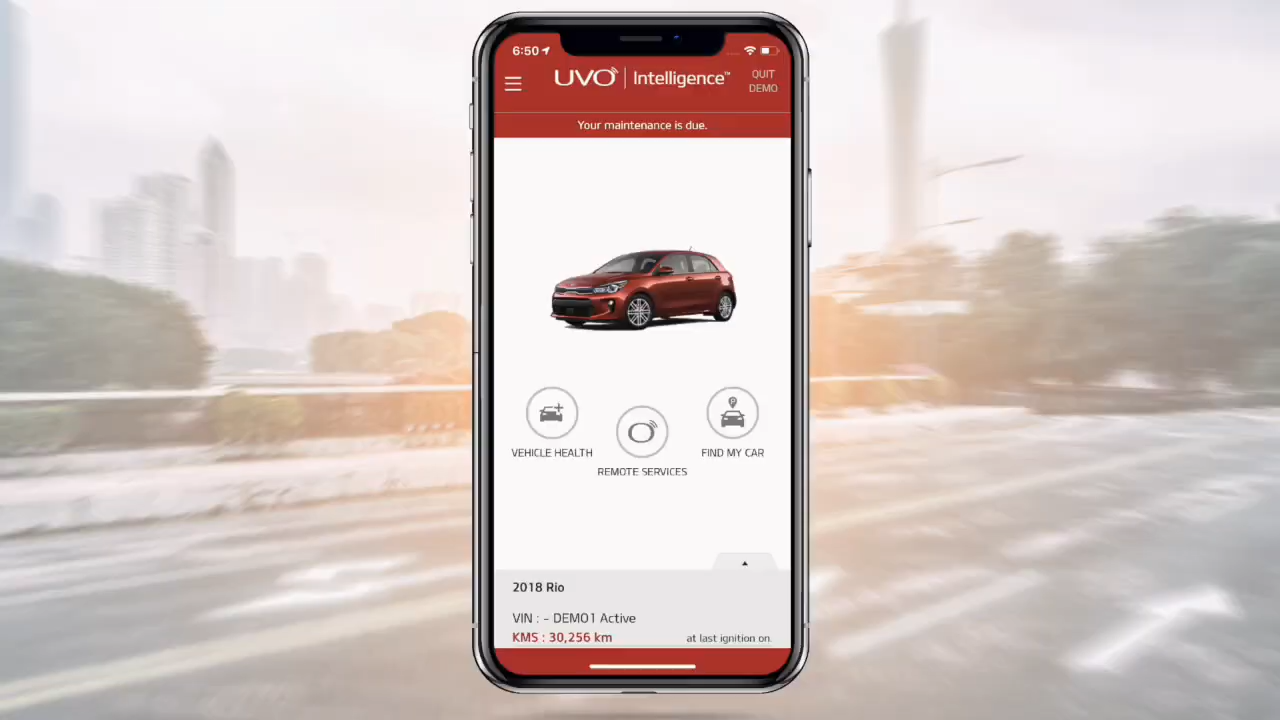 6:50
UVO | Intelligence™
QUIT
DEMO
Your maintenance is due.
VEHICLE HEALTH
REMOTE SERVICES
FIND MY CAR
2018 Rio
VIN : - DEMO1 Active
KMS : 30,256 km
at last ignition on.